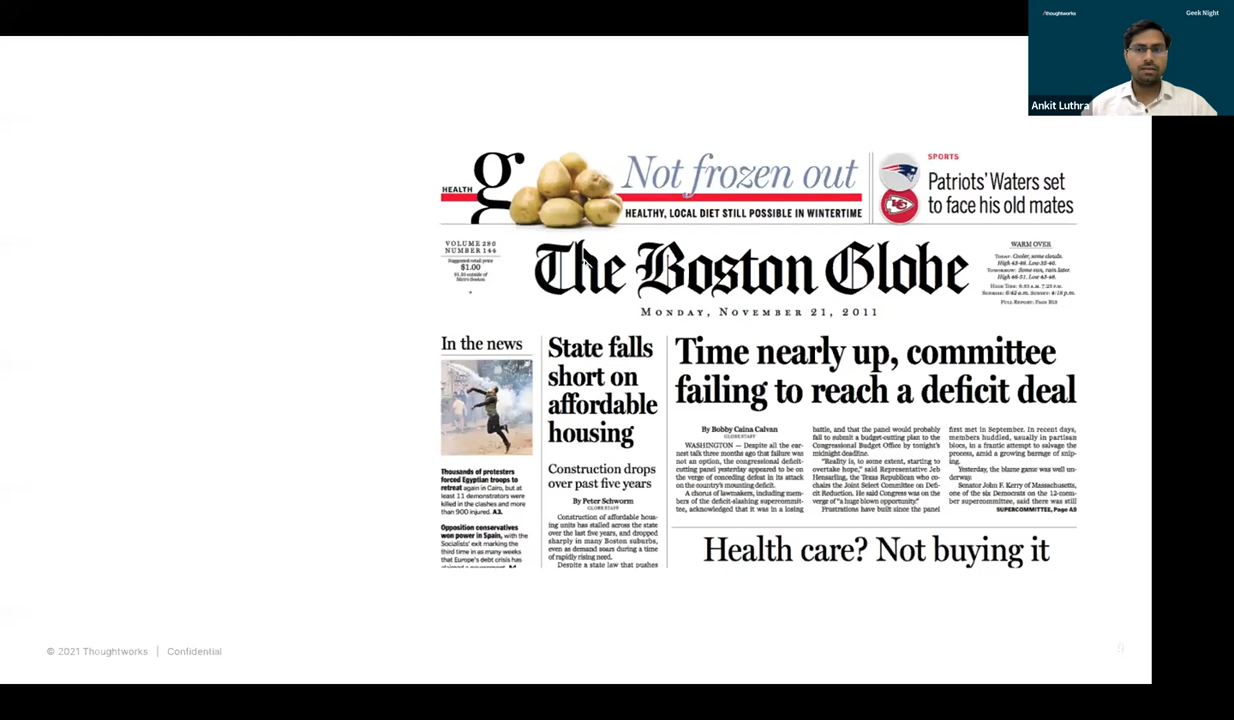 /thoughtworks
Geek Night
Ankit Luthra
HEALTH
g
Not frozen out
HEALTHY, LOCAL DIET STILL POSSIBLE IN WINTERTIME
SPORTS
Patriots' Waters set
to face his old mates
VOLUME 280
NUMBER 144
Suggested retail price
$1.00
The Boston Globe
MONDAY, NOVEMBER 21, 2011
WARM OVER
In the news
Thousands of protesters
forced Egyptian troops to
retreat again in Cairo, but at
least 11 demonstrators were
killed in the clashes and more
than 900 injured. A3.
Opposition conservatives
won power in Spain, with the
Socialists' exit marking the
third time in as many weeks
that Europe's debt crisis has
State falls
short on
affordable
housing
Construction drops
over past five years
By Peter Schworm
GLOBE STAFF
Construction of affordable hous-
ing units has stalled across the state
over the last five years, and dropped
sharply in many Boston suburbs,
even as demand soars during a time
of rapidly rising need.
Despite a state law that pushes
Time nearly up, committee
failing to reach a deficit deal
By Bobby Caina Calvan
GLOBE STAFF
WASHINGTON — Despite all the ear-
nest talk three months ago that failure was
not an option, the congressional deficit-
cutting panel yesterday appeared to be on
the verge of conceding defeat in its attack
on the country's mounting deficit.
A chorus of lawmakers, including mem-
bers of the deficit-slashing supercommit-
tee, acknowledged that it was in a losing
battle, and that the panel would probably
fail to submit a budget-cutting plan to the
Congressional Budget Office by tonight's
midnight deadline.
"Reality is, to some extent, starting to
overtake hope," said Representative Jeb
Hensarling, the Texas Republican who co-
chairs the Joint Select Committee on Defi-
cit Reduction. He said Congress was on the
verge of "a huge blown opportunity."
Frustrations have built since the panel
first met in September. In recent days,
members huddled, usually in partisan
blocs, in a frantic attempt to salvage the
process, amid a growing barrage of snip-
ing.
Yesterday, the blame game was well un-
derway.
Senator John F. Kerry of Massachusetts,
one of the six Democrats on the 12-mem-
ber supercommittee, said there was still
SUPERCOMMITTEE, Page A9
Health care? Not buying it
© 2021 Thoughtworks | Confidential
9